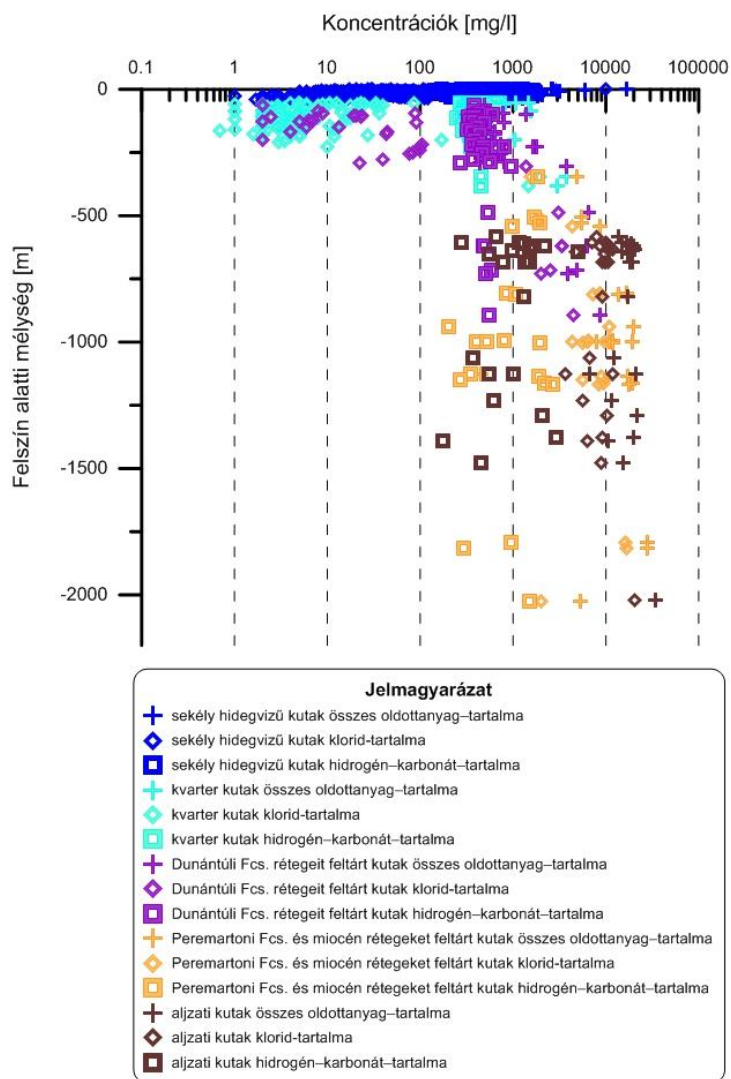 Koncentrációk [mg/l]
0.1 1 10 100 1000 10000 100000
Felszín alatti mélység [m]
0
-500
-1000
-1500
-2000
Jelmagyarázat
sekély hidegvizű kutak összes oldottanyag–tartalma
sekély hidegvizű kutak klorid-tartalma
sekély hidegvizű kutak hidrogén–karbonát–tartalma
kvarter kutak összes oldottanyag–tartalma
kvarter kutak klorid-tartalma
kvarter kutak hidrogén–karbonát–tartalma
Dunántúli Fcs. rétegeit feltárt kutak összes oldottanyag–tartalma
Dunántúli Fcs. rétegeit feltárt kutak klorid-tartalma
Dunántúli Fcs. rétegeit feltárt kutak hidrogén–karbonát–tartalma
Peremartoni Fcs. és miocén rétegeket feltárt kutak összes oldottanyag–tartalma
Peremartoni Fcs. és miocén rétegeket feltárt kutak klorid-tartalma
Peremartoni Fcs. és miocén rétegeket feltárt kutak hidrogén–karbonát–tartalma
aljzati kutak összes oldottanyag–tartalma
aljzati kutak klorid-tartalma
aljzati kutak hidrogén–karbonát–tartalma